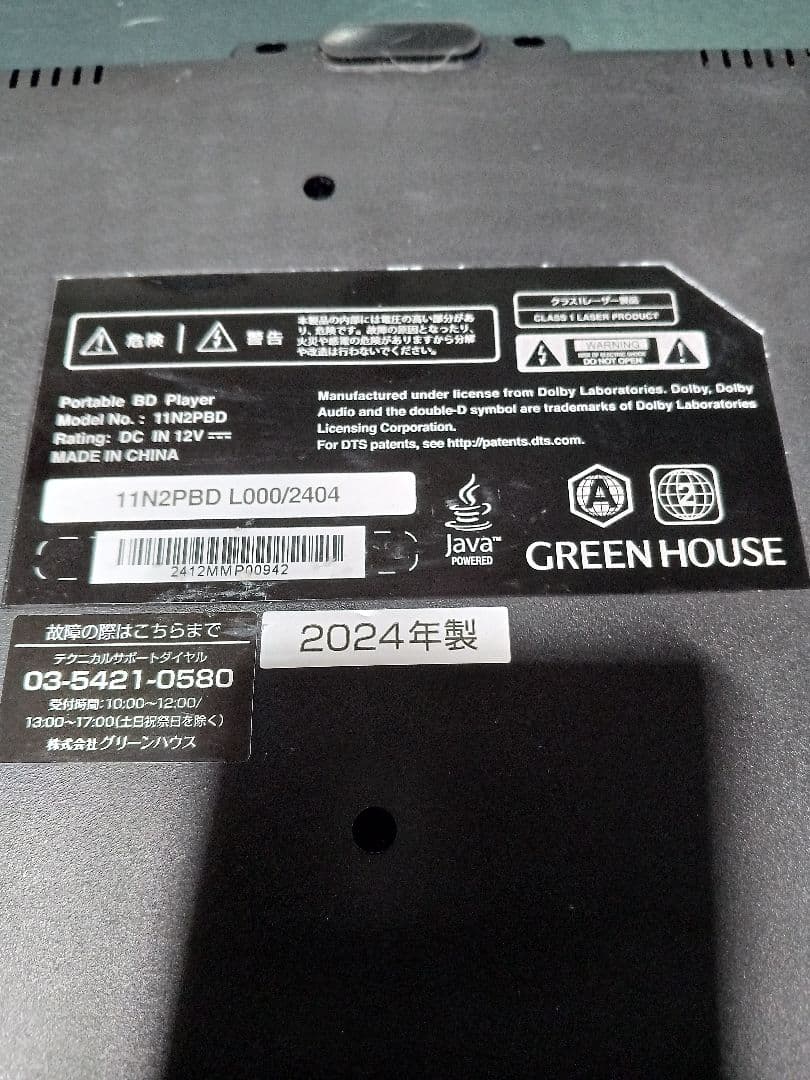 危険 警告
本製品の内部には電圧の高い部分があ
り、危険です。故障の原因となったり、
火災や感電の危険がありますから分解
や改造は行わないでください。
クラス1レーザー製品
CLASS 1 LASER PRODUCT
WARNING
RISK OF ELECTRIC SHOCK
DO NOT OPEN
Portable BD Player
Model No. : 11N2PBD
Rating: DC IN 12V
MADE IN CHINA
Manufactured under license from Dolby Laboratories. Dolby, Dolby
Audio and the double-D symbol are trademarks of Dolby Laboratories
Licensing Corporation.
For DTS patents, see http://patents.dts.com.
11N2PBD L000/2404
2412MMP00942
Java™
POWERED
A
2
GREEN HOUSE
故障の際はこちらまで
テクニカルサポートダイヤル
03-5421-0580
受付時間:10:00~12:00/
13:00~17:00(土日祝祭日を除く)
株式会社グリーンハウス
2024年製